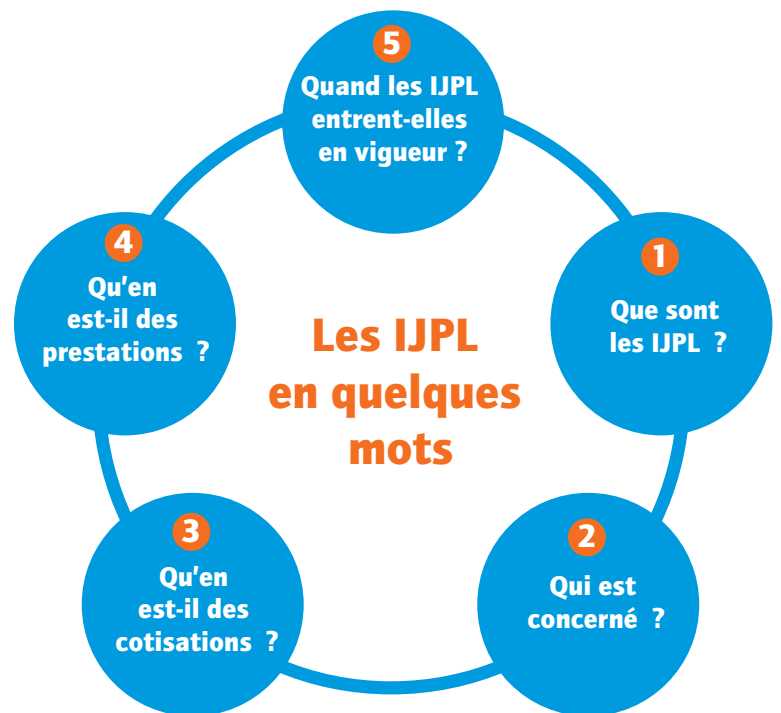 Les IJPL
en quelques
mots
1
Que sont
les IJPL ?
2
Qui est
concerné ?
3
Qu'en
est-il des
cotisations ?
4
Qu'en
est-il des
prestations ?
5
Quand les IJPL
entrent-elles
en vigueur ?